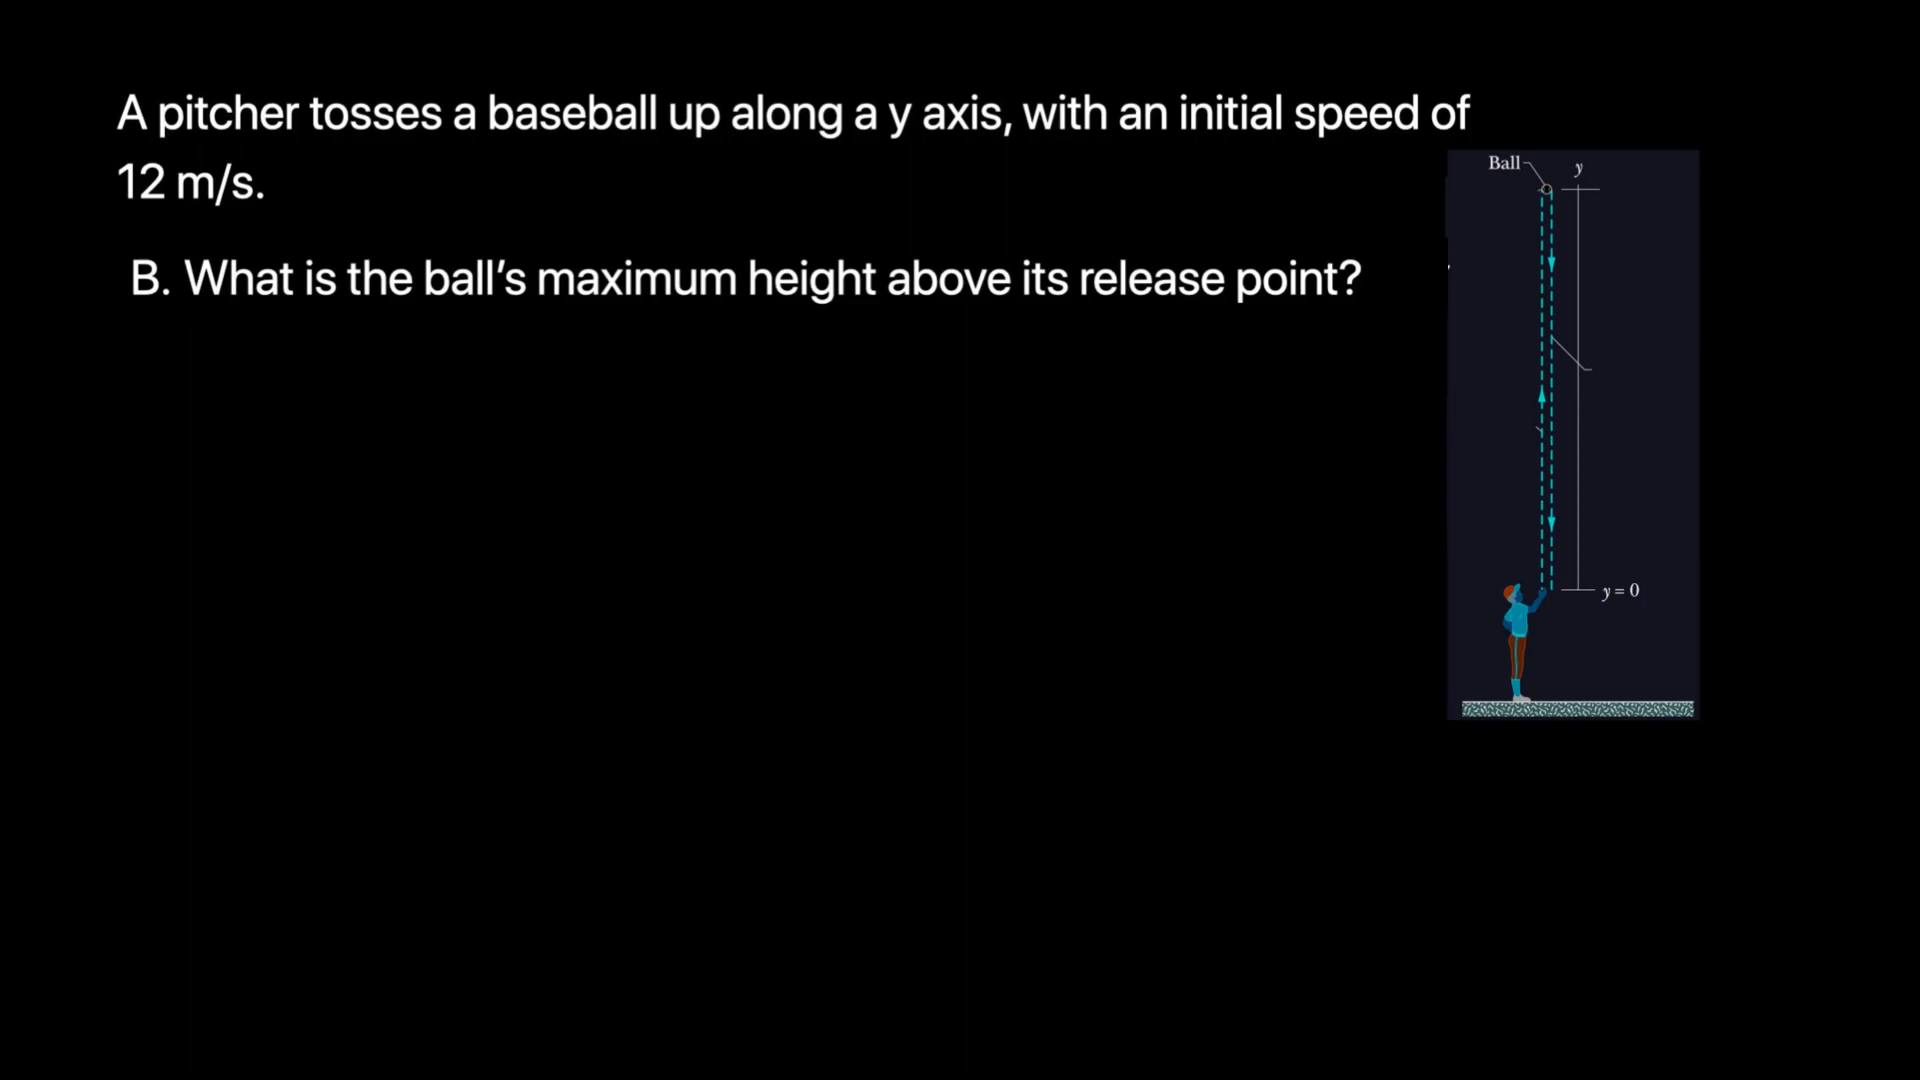 A pitcher tosses a baseball up along a y axis, with an initial speed of
12 m/s.
B. What is the ball’s maximum height above its release point?
Ball
y
y = 0